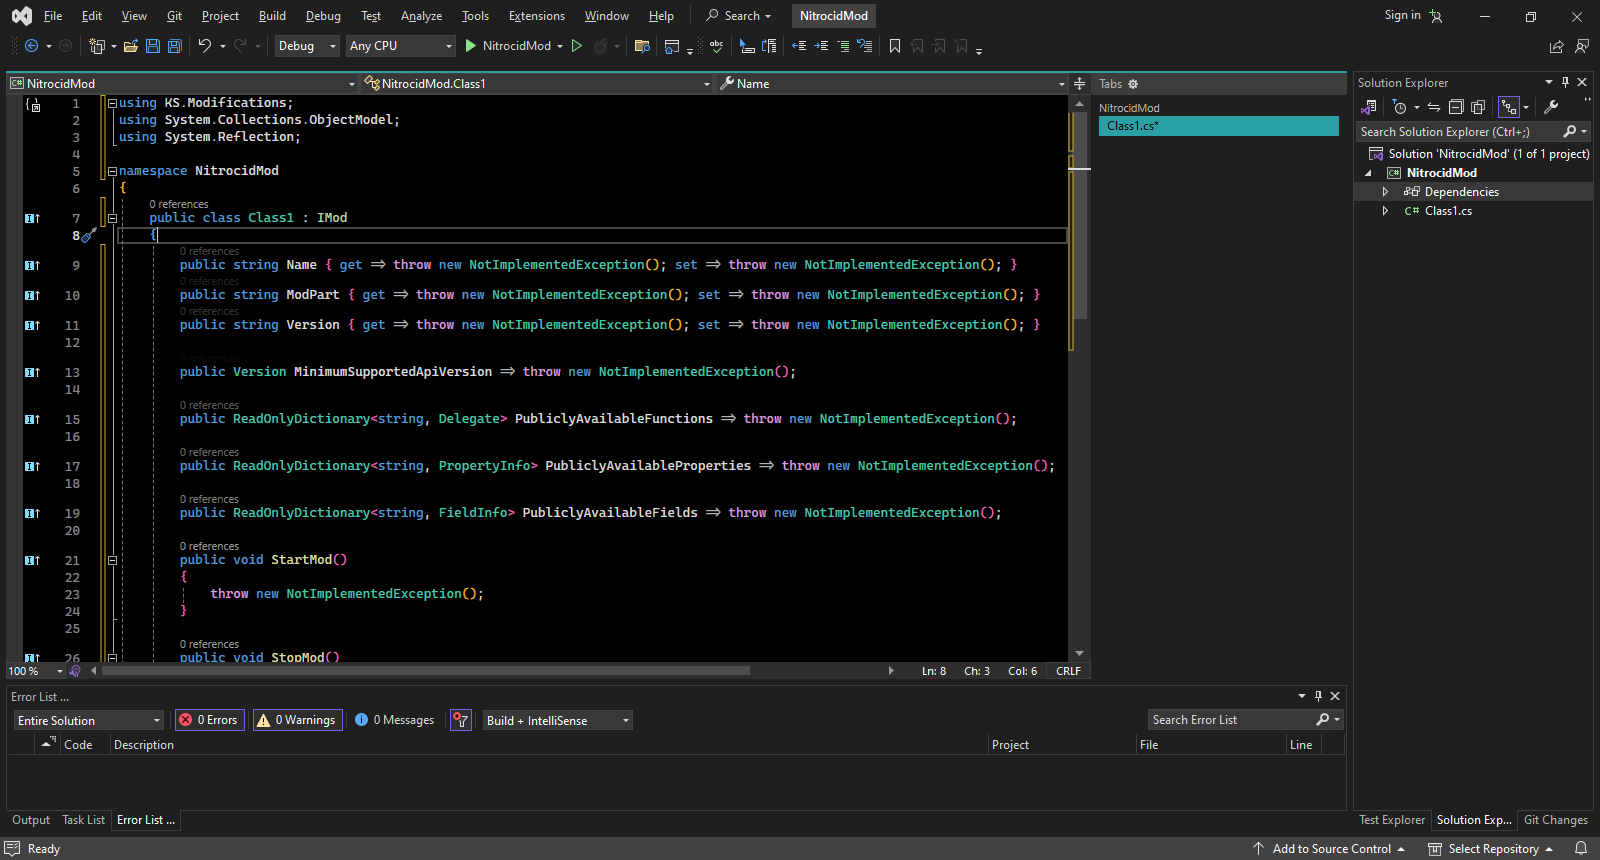 File Edit View Git Project Build Debug Test Analyze Tools Extensions Window Help Search NitrocidMod Sign in
Debug Any CPU NitrocidMod
NitrocidMod NitrocidMod.Class1 Name
1 using KS.Modifications;
2 using System.Collections.ObjectModel;
3 using System.Reflection;
4
5 namespace NitrocidMod
6 {
0 references
7 public class Class1 : IMod
8 {
0 references
9 public string Name { get => throw new NotImplementedException(); set => throw new NotImplementedException(); }
0 references
10 public string ModPart { get => throw new NotImplementedException(); set => throw new NotImplementedException(); }
0 references
11 public string Version { get => throw new NotImplementedException(); set => throw new NotImplementedException(); }
12
0 references
13 public Version MinimumSupportedApiVersion => throw new NotImplementedException();
14
0 references
15 public ReadOnlyDictionary<string, Delegate> PubliclyAvailableFunctions => throw new NotImplementedException();
16
0 references
17 public ReadOnlyDictionary<string, PropertyInfo> PubliclyAvailableProperties => throw new NotImplementedException();
18
0 references
19 public ReadOnlyDictionary<string, FieldInfo> PubliclyAvailableFields => throw new NotImplementedException();
20
0 references
21 public void StartMod()
22 {
23 throw new NotImplementedException();
24 }
25
0 references
26 public void StopMod()
100 % Ln: 8 Ch: 3 Col: 6 CRLF
Tabs
NitrocidMod
Class1.cs*
Solution Explorer
Search Solution Explorer (Ctrl+;)
Solution 'NitrocidMod' (1 of 1 project)
NitrocidMod
Dependencies
C# Class1.cs
Error List ...
Entire Solution 0 Errors 0 Warnings 0 Messages Build + IntelliSense Search Error List
Code Description Project File Line
Output Task List Error List ...
Test Explorer Solution Exp... Git Changes
Ready Add to Source Control Select Repository